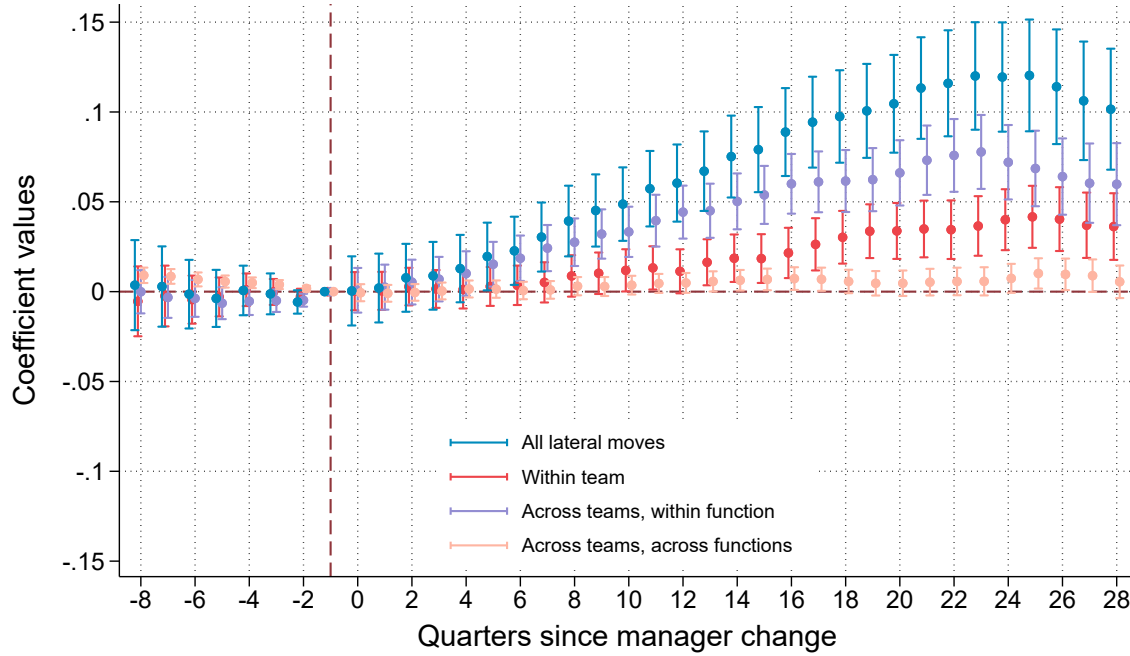 Coefficient values
.15
.1
.05
0
-.05
-.1
-.15
All lateral moves
Within team
Across teams, within function
Across teams, across functions
-8 -6 -4 -2 0 2 4 6 8 10 12 14 16 18 20 22 24 26 28
Quarters since manager change